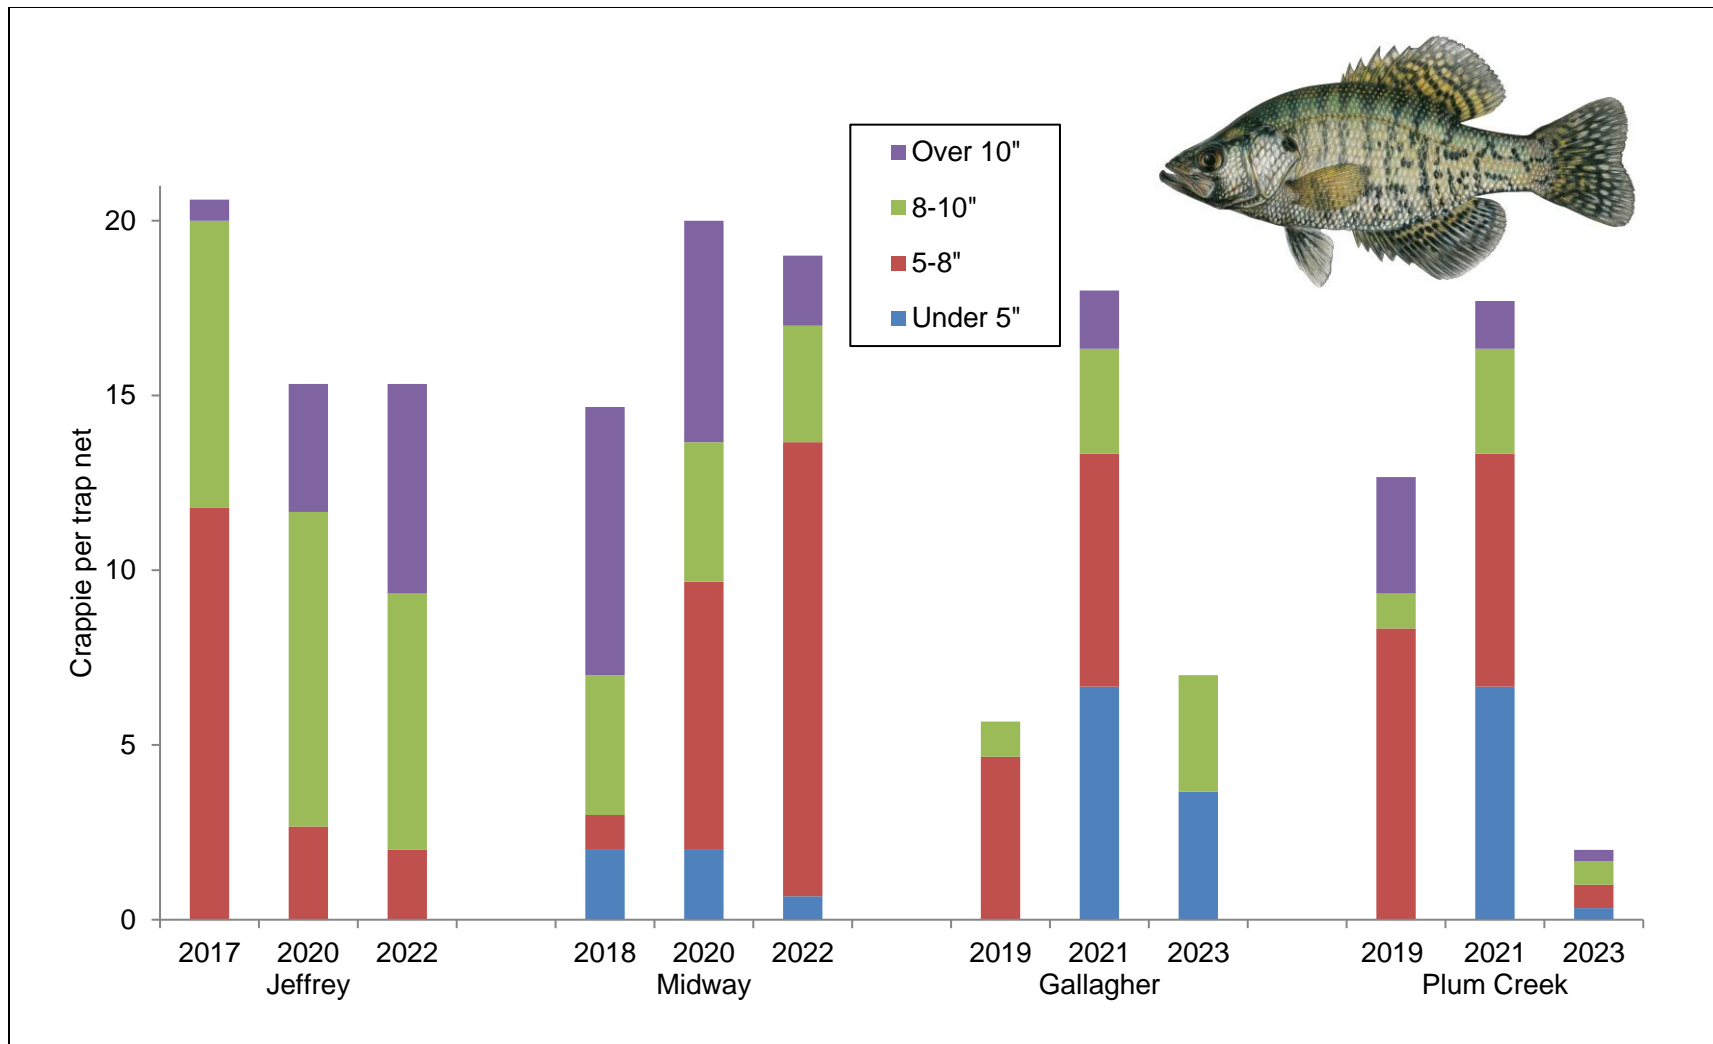 Over 10"
8-10"
5-8"
Under 5"
Crappie per trap net
20
15
10
5
0
2017 2020 2022 2018 2020 2022 2019 2021 2023 2019 2021 2023
Jeffrey Midway Gallagher Plum Creek